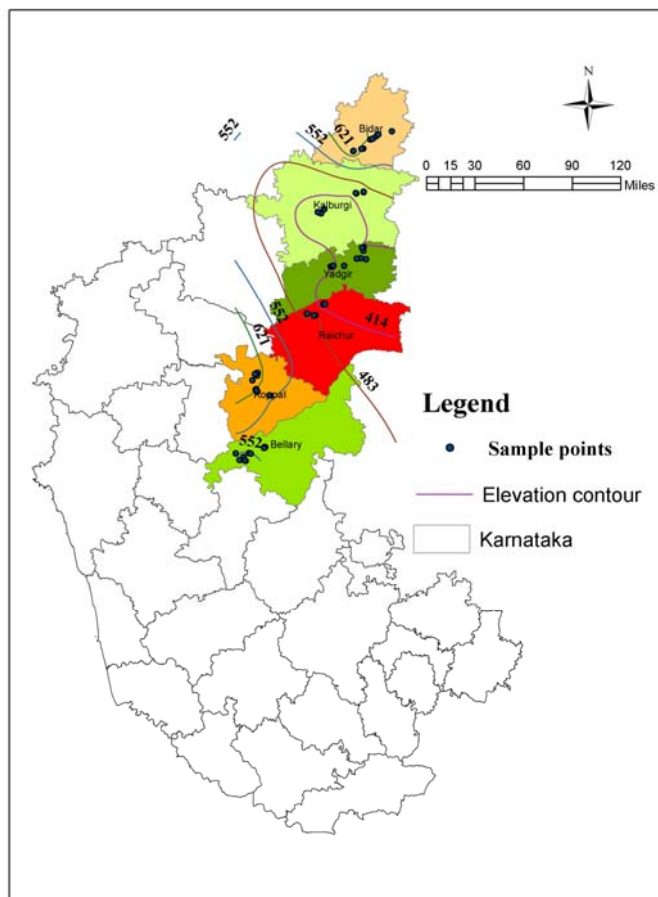 N
552
552
621
Bidar
0 15 30 60 90 120
Miles
Kalburgi
Yadgir
552
621
414
Raichur
483
Koppal
552
Bellary
Legend
Sample points
Elevation contour
Karnataka